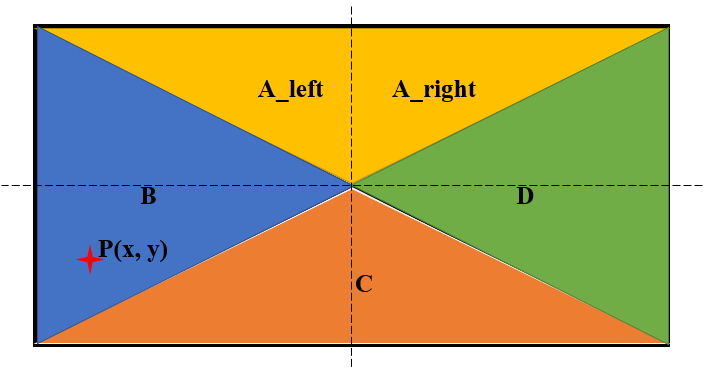 A_left
A_right
B
D
P(x, y)
C